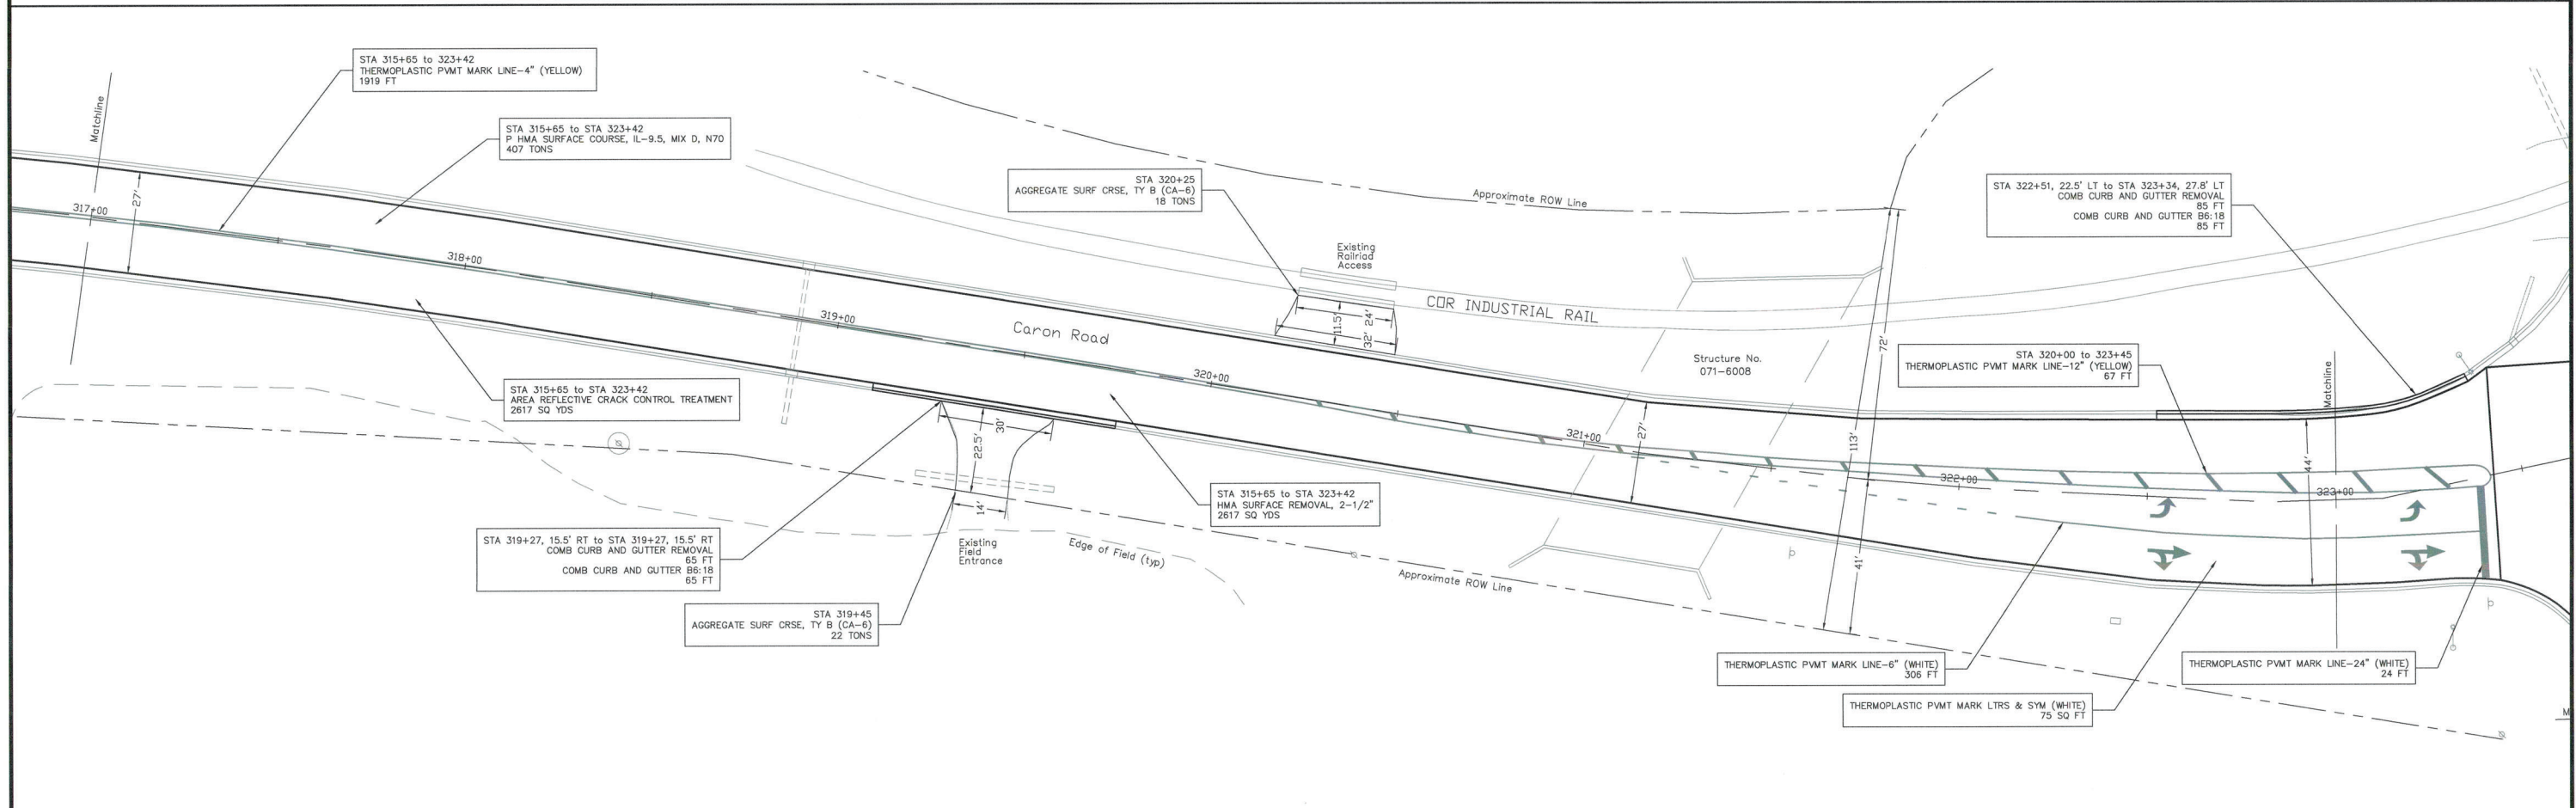 STA 315+65 to 323+42
THERMOPLASTIC PVMT MARK LINE-4" (YELLOW)
1919 FT
Matchline
STA 315+65 to STA 323+42
P HMA SURFACE COURSE, IL-9.5, MIX D, N70
407 TONS
STA 320+25
AGGREGATE SURF CRSE, TY B (CA-6)
18 TONS
Approximate ROW Line
STA 322+51, 22.5' LT to STA 323+34, 27.8' LT
COMB CURB AND GUTTER REMOVAL
85 FT
COMB CURB AND GUTTER B6:18
85 FT
317+00
27'
318+00
319+00
Caron Road
320+00
Existing
Railriad
Access
11.5'
24'
32'
COR INDUSTRIAL RAIL
Structure No.
071-6008
72'
STA 320+00 to 323+45
THERMOPLASTIC PVMT MARK LINE-12" (YELLOW)
67 FT
Matchline
STA 315+65 to STA 323+42
AREA REFLECTIVE CRACK CONTROL TREATMENT
2617 SQ YDS
30'
22.5'
14'
321+00
27'
113'
322+00
44'
323+00
STA 315+65 to STA 323+42
HMA SURFACE REMOVAL, 2-1/2"
2617 SQ YDS
STA 319+27, 15.5' RT to STA 319+27, 15.5' RT
COMB CURB AND GUTTER REMOVAL
65 FT
COMB CURB AND GUTTER B6:18
65 FT
Existing
Field
Entrance
Edge of Field (typ)
Approximate ROW Line
41'
STA 319+45
AGGREGATE SURF CRSE, TY B (CA-6)
22 TONS
THERMOPLASTIC PVMT MARK LINE-6" (WHITE)
306 FT
THERMOPLASTIC PVMT MARK LINE-24" (WHITE)
24 FT
THERMOPLASTIC PVMT MARK LTRS & SYM (WHITE)
75 SQ FT